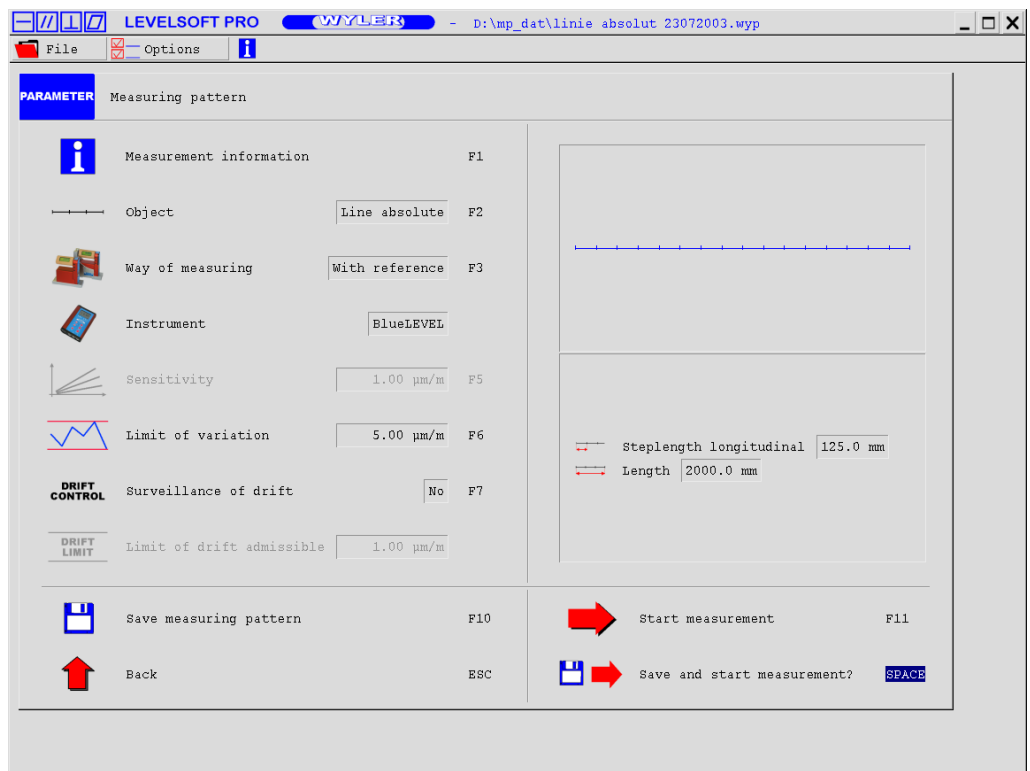 LEVELSOFT PRO WYLER - D:\mp_dat\linie absolut 23072003.wyp
File Options
PARAMETER Measuring pattern
Measurement information F1
Object Line absolute F2
Way of measuring With reference F3
Instrument BlueLEVEL
Sensitivity 1.00 µm/m F5
Limit of variation 5.00 µm/m F6
DRIFT CONTROL Surveillance of drift No F7
DRIFT LIMIT Limit of drift admissible 1.00 µm/m
Steplength longitudinal 125.0 mm
Length 2000.0 mm
Save measuring pattern F10
Start measurement F11
Back ESC
Save and start measurement? SPACE